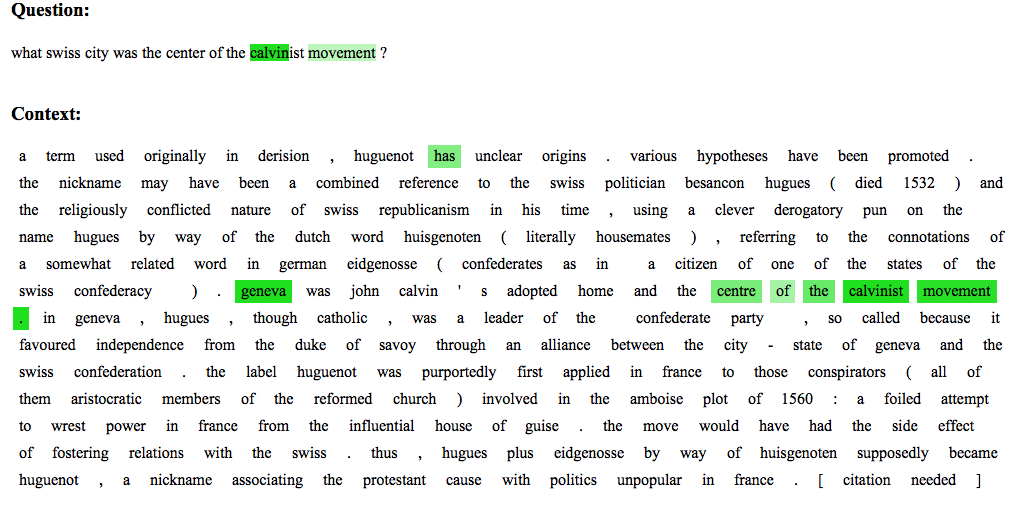 Question:
what swiss city was the center of the calvinist movement ?
Context:
a term used originally in derision , huguenot has unclear origins . various hypotheses have been promoted .
the nickname may have been a combined reference to the swiss politician besancon hugues ( died 1532 ) and
the religiously conflicted nature of swiss republicanism in his time , using a clever derogatory pun on the
name hugues by way of the dutch word huisgenoten ( literally housemates ) , referring to the connotations of
a somewhat related word in german eidgenosse ( confederates as in a citizen of one of the states of the
swiss confederacy ) . geneva was john calvin ' s adopted home and the centre of the calvinist movement
. in geneva , hugues , though catholic , was a leader of the confederate party , so called because it
favoured independence from the duke of savoy through an alliance between the city - state of geneva and the
swiss confederation . the label huguenot was purportedly first applied in france to those conspirators ( all of
them aristocratic members of the reformed church ) involved in the amboise plot of 1560 : a foiled attempt
to wrest power in france from the influential house of guise . the move would have had the side effect
of fostering relations with the swiss . thus , hugues plus eidgenosse by way of huisgenoten supposedly became
huguenot , a nickname associating the protestant cause with politics unpopular in france . [ citation needed ]